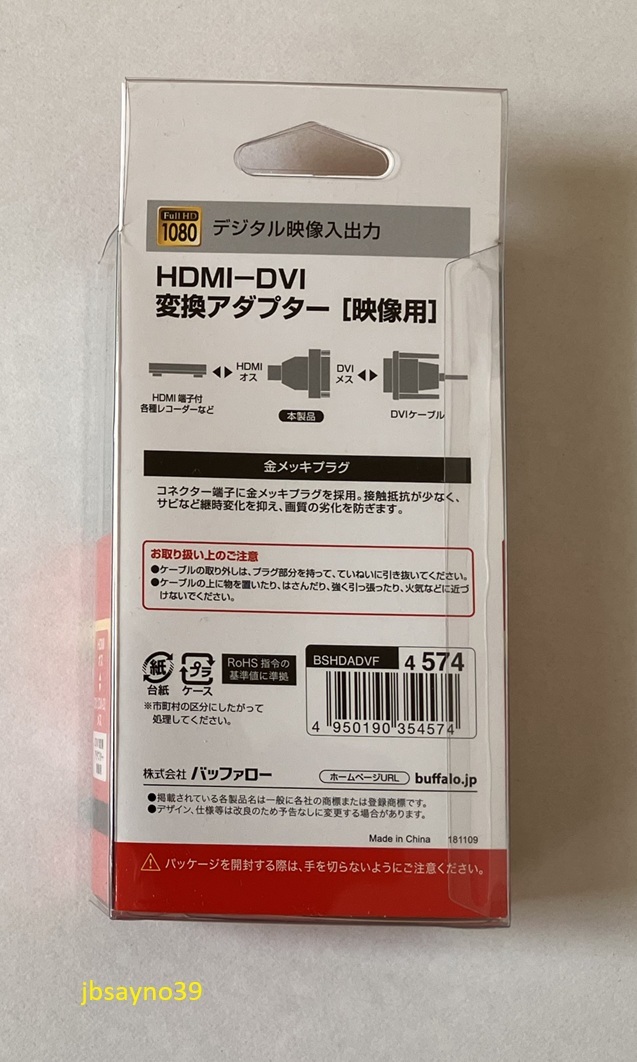 Full HD
1080
デジタル映像入出力
HDMI−DVI
変換アダプター［映像用］
HDMI
オス
DVI
メス
HDMI 端子付
各種レコーダーなど
本製品
DVIケーブル
金メッキプラグ
コネクター端子に金メッキプラグを採用。接触抵抗が少なく、
サビなど継時変化を抑え、画質の劣化を防ぎます。
お取り扱い上のご注意
●ケーブルの取り外しは、プラグ部分を持って、ていねいに引き抜いてください。
●ケーブルの上に物を置いたり、はさんだり、強く引っ張ったり、火気などに近づ
けないでください。
紙
台紙
プラ
ケース
RoHS 指令の
基準値に準拠
※市町村の区分にしたがって
処理してください。
BSHDADVF
4 574
4 950190 354574
株式会社 バッファロー
ホームページURL
buffalo.jp
●掲載されている各製品名は一般に各社の商標または登録商標です。
●デザイン、仕様等は改良のため予告なしに変更する場合があります。
Made in China 181109
パッケージを開封する際は、手を切らないようにご注意ください。
jbsayno39